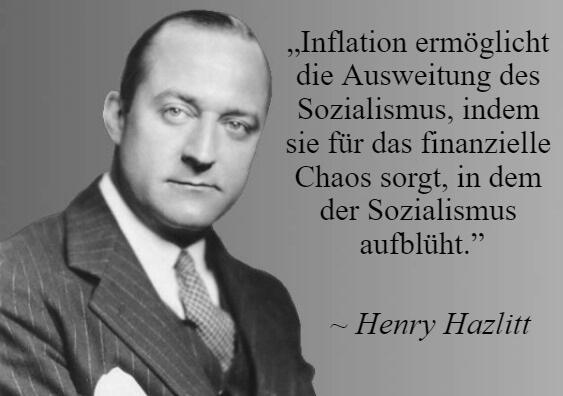 „Inflation ermöglicht
die Ausweitung des
Sozialismus, indem
sie für das finanzielle
Chaos sorgt, in dem
der Sozialismus
aufblüht.”
~ Henry Hazlitt